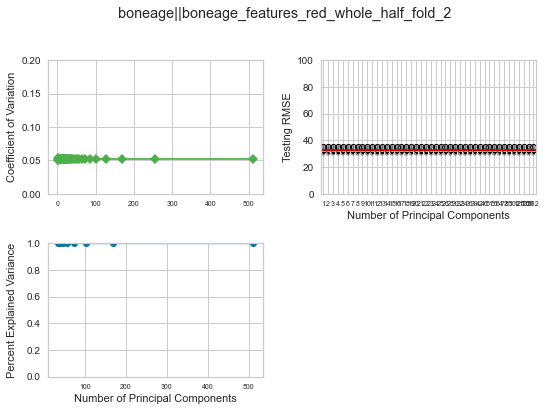 boneage||boneage_features_red_whole_half_fold_2
Coefficient of Variation
0.20
0.15
0.10
0.05
0.00
0 100 200 300 400 500
Testing RMSE
100
80
60
40
20
0
Number of Principal Components
Percent Explained Variance
1.0
0.8
0.6
0.4
0.2
0.0
100 200 300 400 500
Number of Principal Components